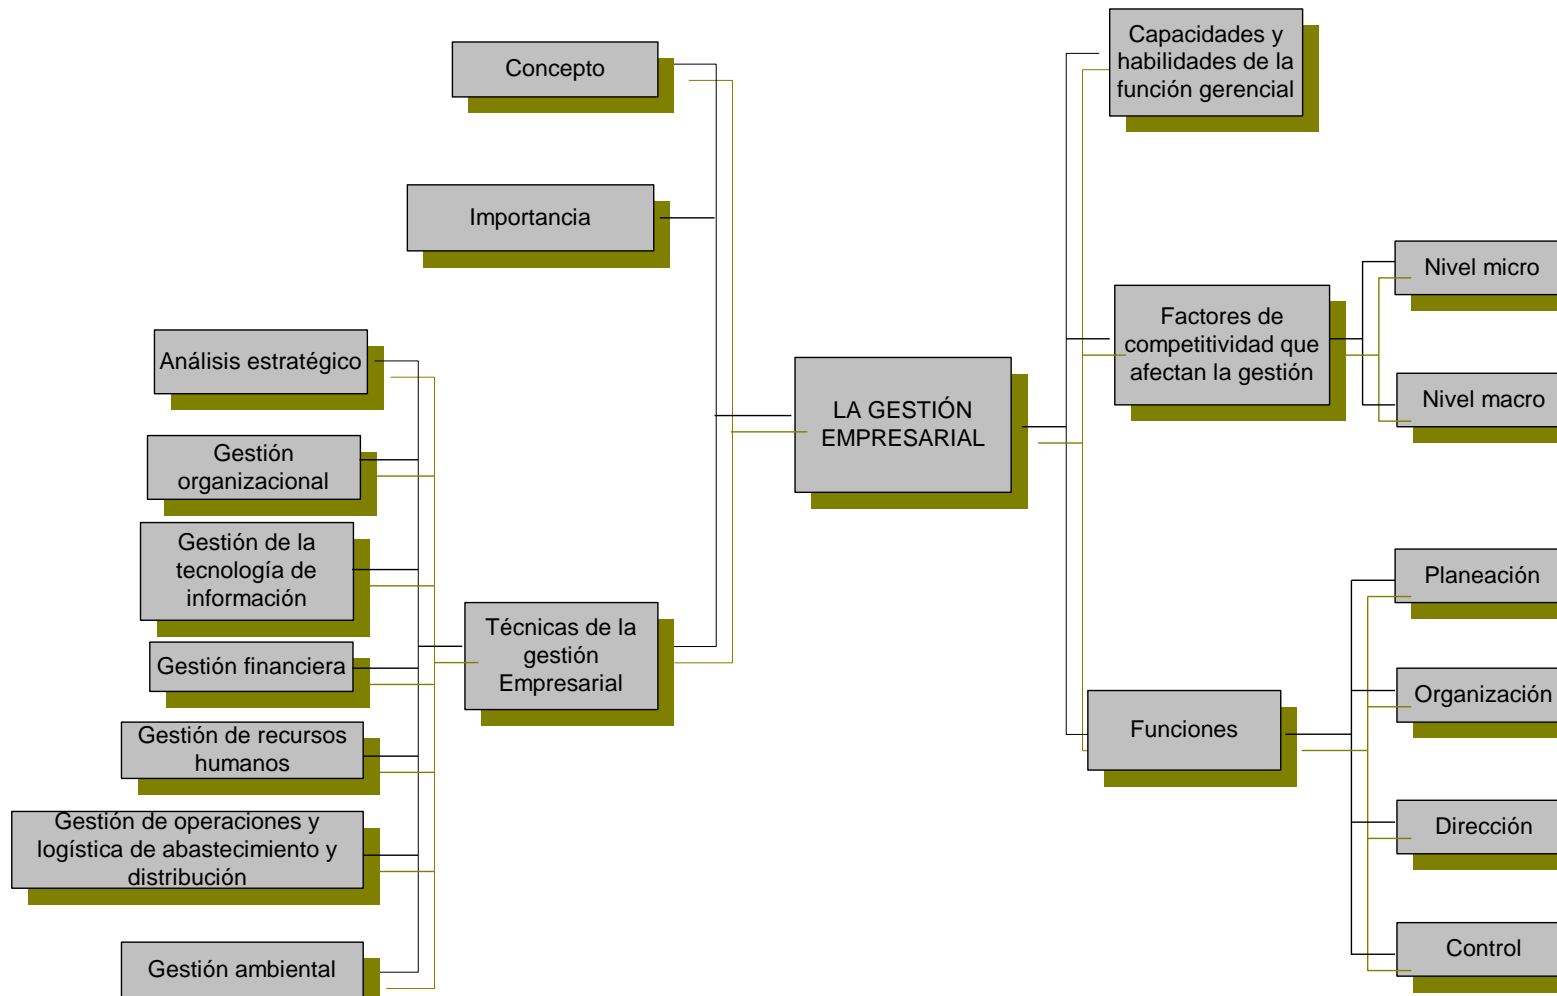 Concepto
Importancia
Análisis estratégico
Gestión
organizacional
Gestión de la
tecnología de
información
Gestión financiera
Gestión de recursos
humanos
Gestión de operaciones y
logística de abastecimiento y
distribución
Gestión ambiental
Técnicas de la
gestión
Empresarial
LA GESTIÓN
EMPRESARIAL
Capacidades y
habilidades de la
función gerencial
Factores de
competitividad que
afectan la gestión
Nivel micro
Nivel macro
Funciones
Planeación
Organización
Dirección
Control